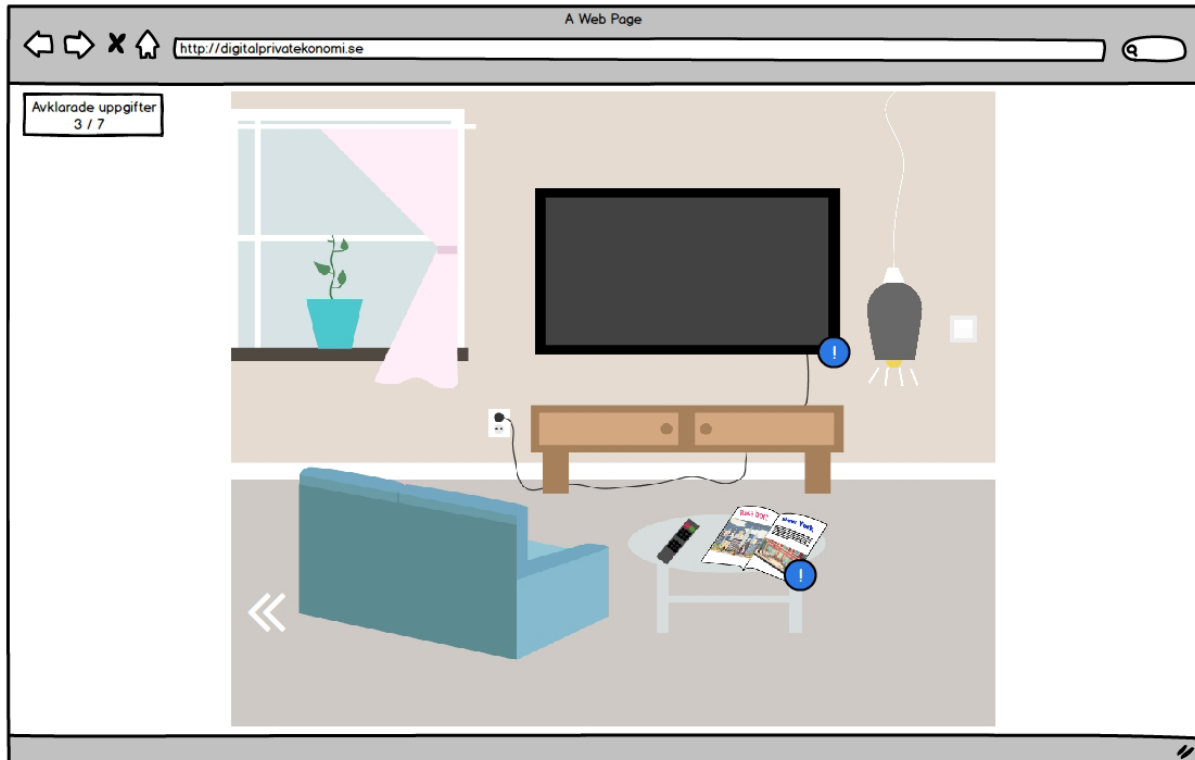 A Web Page
http://digitalprivatekonomi.se
Avklarade uppgifter
3 / 7
!
New York
!